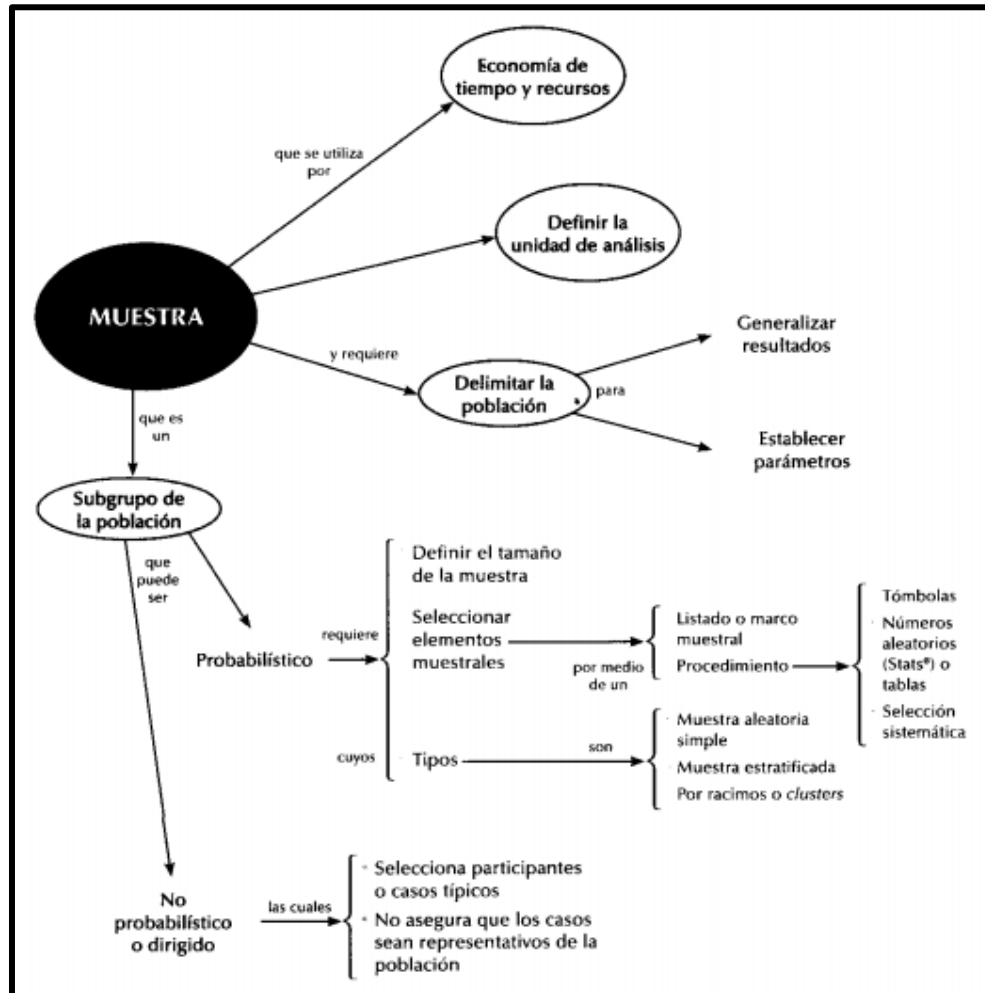 Economía de
tiempo y recursos
que se utiliza
por
Definir la
unidad de análisis
MUESTRA
y requiere
Delimitar la
población
para
Generalizar
resultados
Establecer
parámetros
que es
un
Subgrupo de
la población
que
puede
ser
Probabilístico
requiere
Definir el tamaño
de la muestra
Seleccionar
elementos
muestrales
por medio
de un
Listado o marco
muestral
Procedimiento
Tómbolas
Números
aleatorios
(Stats®) o
tablas
Selección
sistemática
cuyos
Tipos
son
Muestra aleatoria
simple
Muestra estratificada
Por racimos o clusters
No
probabilístico
o dirigido
las cuales
Selecciona participantes
o casos típicos
No asegura que los casos
sean representativos de la
población